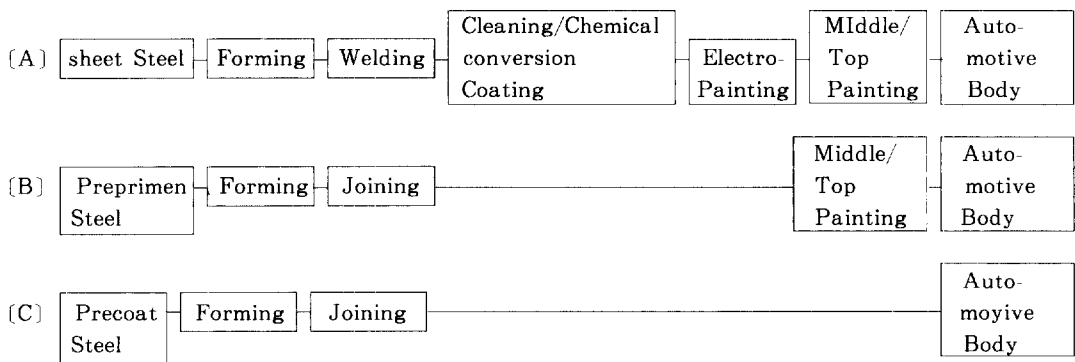 [A]
sheet Steel
Forming
Welding
Cleaning/Chemical
conversion
Coating
Electro-
Painting
MIddle/
Top
Painting
Auto-
motive
Body
[B]
Preprimen
Steel
Forming
Joining
Middle/
Top
Painting
Auto-
motive
Body
[C]
Precoat
Steel
Forming
Joining
Auto-
moyive
Body